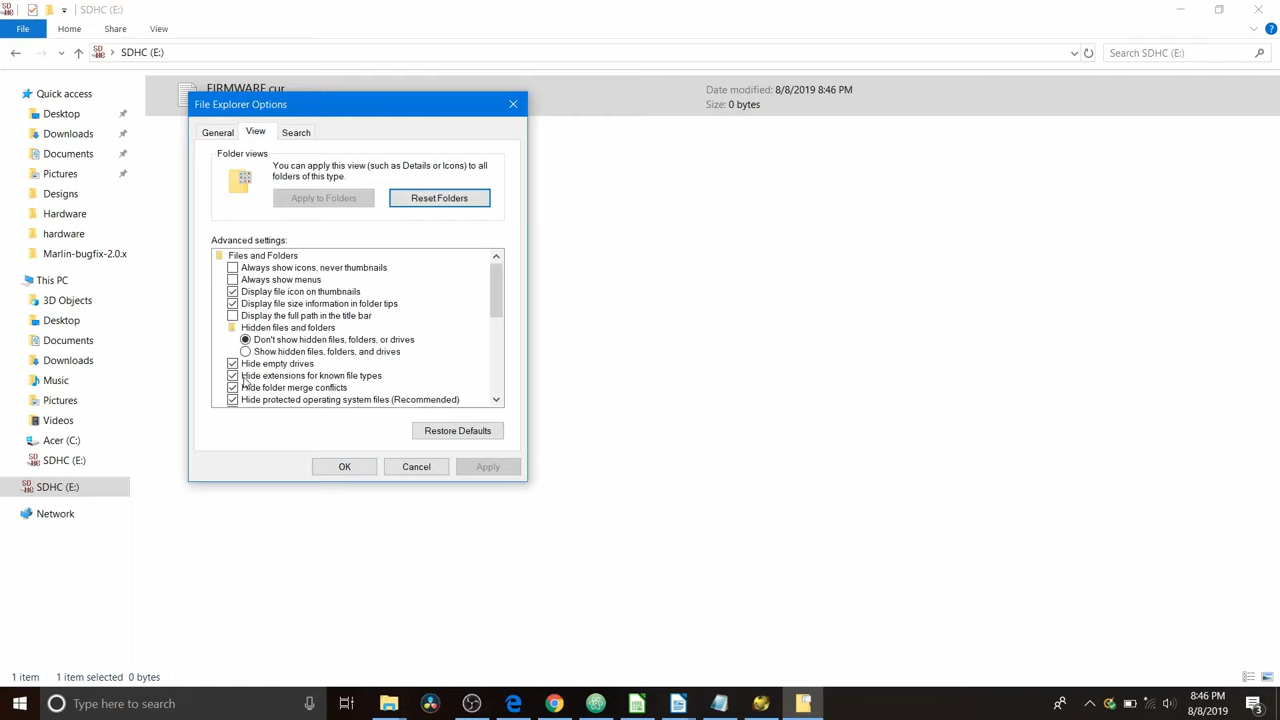 SDHC (E:)
File
Home
Share
View
SDHC (E:)
Search SDHC (E:)
FIRMWARE.cur
Date modified: 8/8/2019 8:46 PM
Size: 0 bytes
Quick access
Desktop
Downloads
Documents
Pictures
Designs
Hardware
hardware
Marlin-bugfix-2.0.x
This PC
3D Objects
Desktop
Documents
Downloads
Music
Pictures
Videos
Acer (C:)
SDHC (E:)
SDHC (E:)
Network
File Explorer Options
General
View
Search
Folder views
You can apply this view (such as Details or Icons) to all
folders of this type.
Apply to Folders
Reset Folders
Advanced settings:
Files and Folders
Always show icons, never thumbnails
Always show menus
Display file icon on thumbnails
Display file size information in folder tips
Display the full path in the title bar
Hidden files and folders
Don't show hidden files, folders, or drives
Show hidden files, folders, and drives
Hide empty drives
Hide extensions for known file types
Hide folder merge conflicts
Hide protected operating system files (Recommended)
Restore Defaults
OK
Cancel
Apply
1 item
1 item selected 0 bytes
Type here to search
8:46 PM
8/8/2019
3